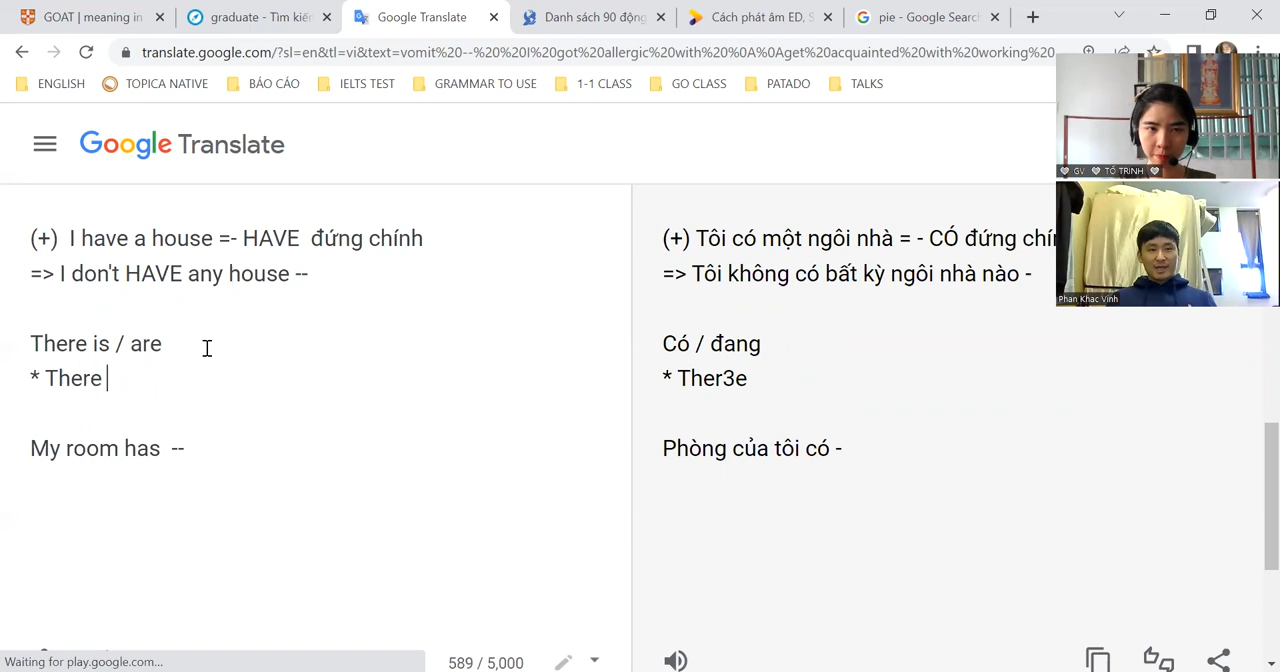 GOAT | meaning in
graduate - Tìm kiến
Google Translate
Danh sách 90 động
Cách phát âm ED, S
pie - Google Search
translate.google.com/?sl=en&tl=vi&text=vomit%20--%20%20I%20got%20allergic%20with%20%0A%0Aget%20acquainted%20with%20working%20
ENGLISH
TOPICA NATIVE
BÁO CÁO
IELTS TEST
GRAMMAR TO USE
1-1 CLASS
GO CLASS
PATADO
TALKS
Google Translate
GV TỐ TRINH
Phan Khac Vinh
(+) I have a house =- HAVE đứng chính
=> I don't HAVE any house --
There is / are
* There
My room has --
(+) Tôi có một ngôi nhà = - CÓ đứng
=> Tôi không có bất kỳ ngôi nhà nào -
Có / đang
* Ther3e
Phòng của tôi có -
Waiting for play.google.com...
589 / 5,000